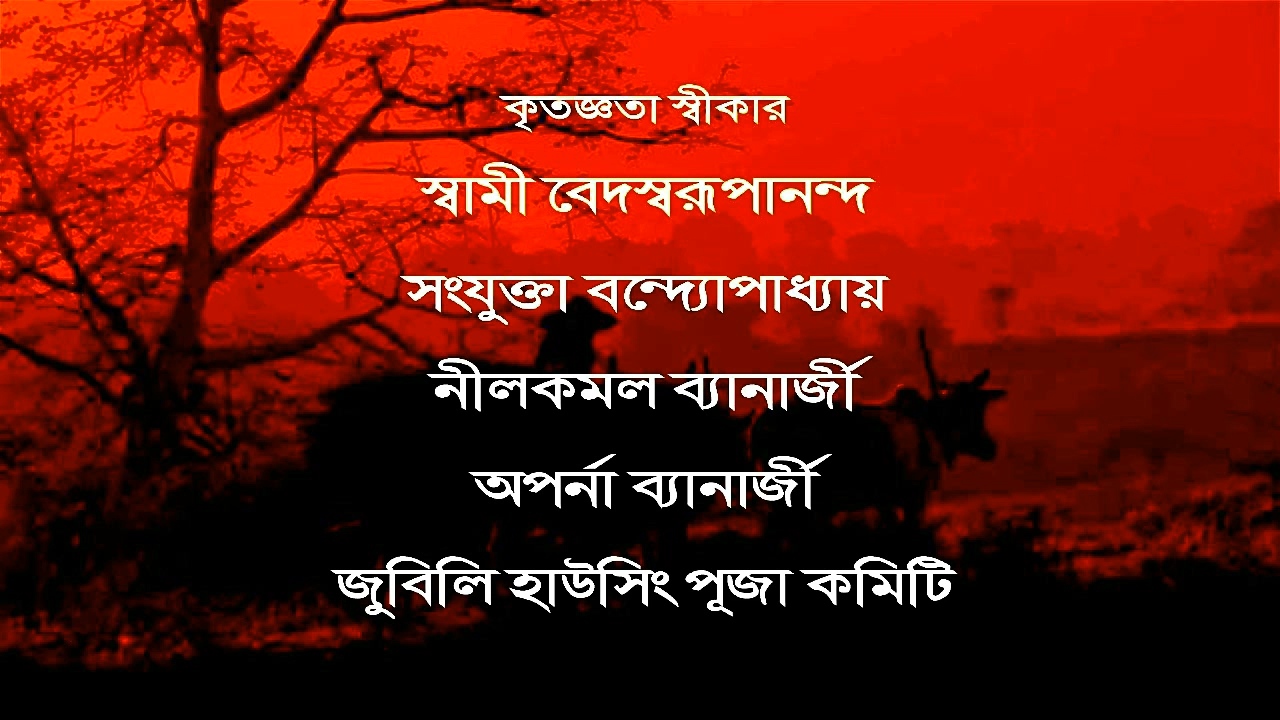 কৃতজ্ঞতা স্বীকার
স্বামী বেদস্বরূপানন্দ
সংযুক্তা বন্দ্যোপাধ্যায়
নীলকমল ব্যানার্জী
অপর্না ব্যানার্জী
জুবিলি হাউসিং পূজা কমিটি